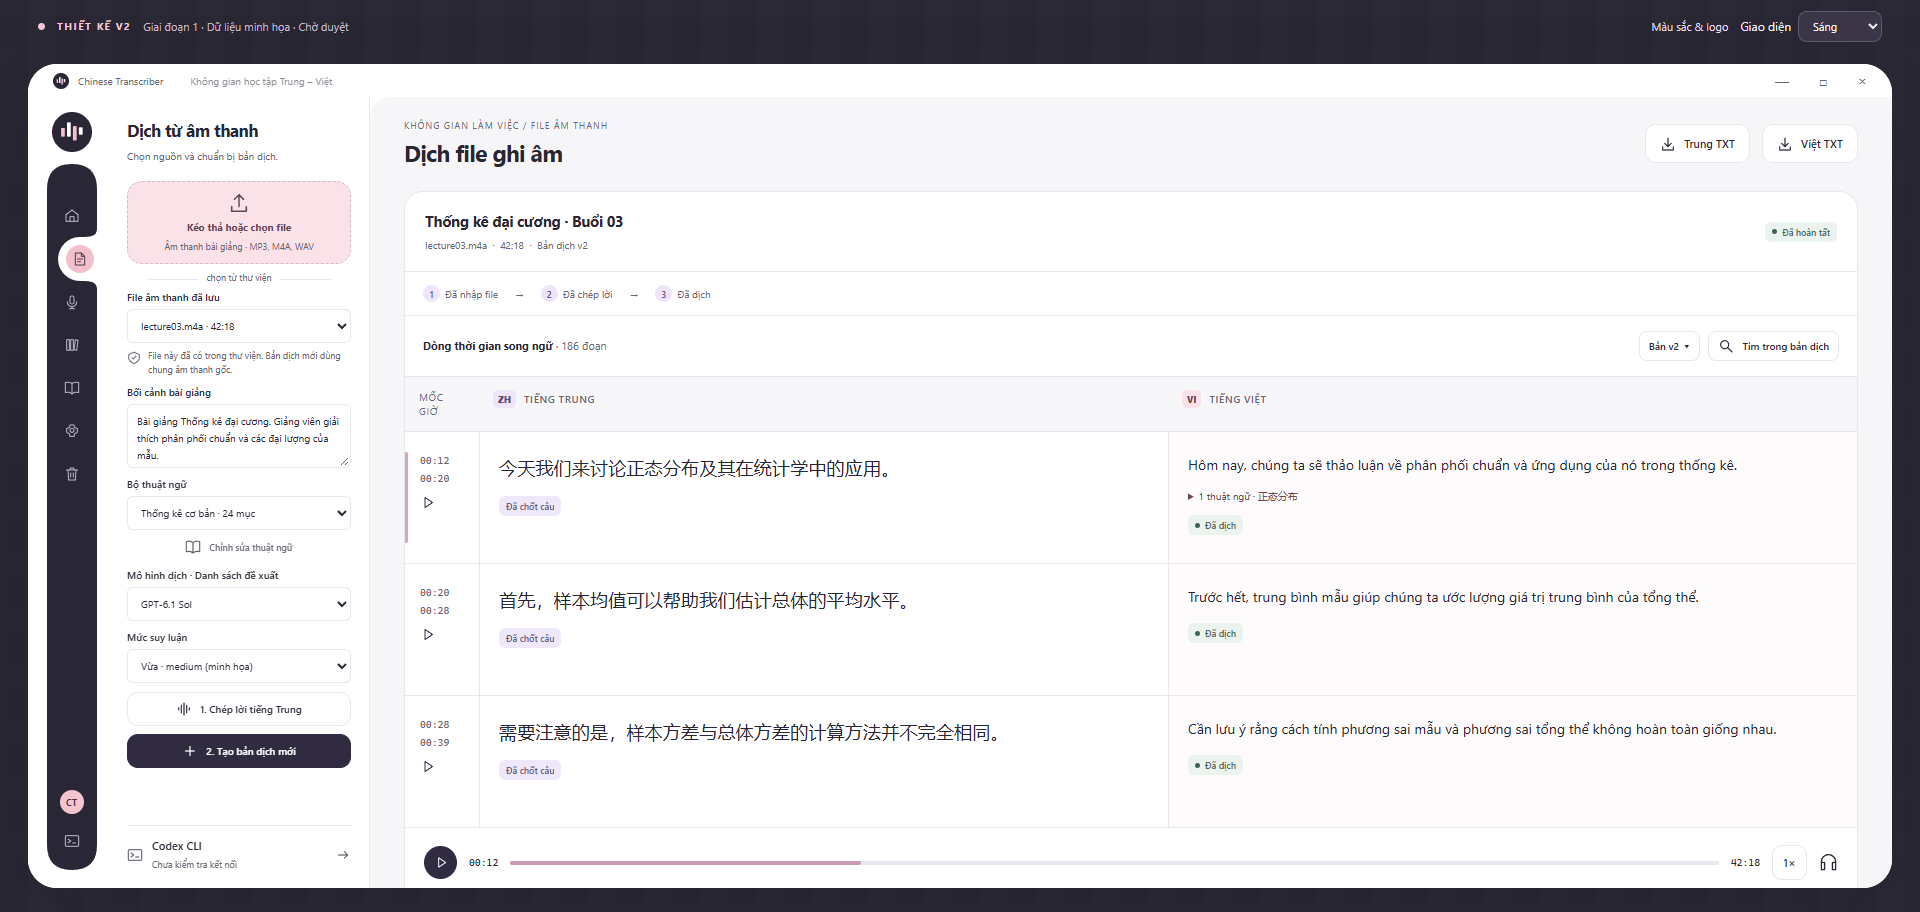 THIẾT KẾ V2 Giai đoạn 1 · Dữ liệu minh họa · Chờ duyệt
Màu sắc & logo Giao diện Sáng
Chinese Transcriber Không gian học tập Trung – Việt
Dịch từ âm thanh
Chọn nguồn và chuẩn bị bản dịch.
Kéo thả hoặc chọn file
Âm thanh bài giảng · MP3, M4A, WAV
chọn từ thư viện
File âm thanh đã lưu
lecture03.m4a · 42:18
File này đã có trong thư viện. Bản dịch mới dùng
chung âm thanh gốc.
Bối cảnh bài giảng
Bài giảng Thống kê đại cương. Giảng viên giải
thích phân phối chuẩn và các đại lượng của
mẫu.
Bộ thuật ngữ
Thống kê cơ bản · 24 mục
Chỉnh sửa thuật ngữ
Mô hình dịch · Danh sách đề xuất
GPT-6.1 Sol
Mức suy luận
Vừa · medium (minh họa)
1. Chép lời tiếng Trung
2. Tạo bản dịch mới
CT
Codex CLI
Chưa kiểm tra kết nối
KHÔNG GIAN LÀM VIỆC / FILE ÂM THANH
Dịch file ghi âm
Trung TXT
Việt TXT
Thống kê đại cương · Buổi 03
lecture03.m4a · 42:18 · Bản dịch v2
Đã hoàn tất
1 Đã nhập file → 2 Đã chép lời → 3 Đã dịch
Dòng thời gian song ngữ · 186 đoạn
Bản v2
Tìm trong bản dịch
MỐC
GIỜ
ZH TIẾNG TRUNG
VI TIẾNG VIỆT
00:12
00:20
今天我们来讨论正态分布及其在统计学中的应用。
Đã chốt câu
Hôm nay, chúng ta sẽ thảo luận về phân phối chuẩn và ứng dụng của nó trong thống kê.
1 thuật ngữ · 正态分布
Đã dịch
00:20
00:28
首先，样本均值可以帮助我们估计总体的平均水平。
Đã chốt câu
Trước hết, trung bình mẫu giúp chúng ta ước lượng giá trị trung bình của tổng thể.
Đã dịch
00:28
00:39
需要注意的是，样本方差与总体方差的计算方法并不完全相同。
Đã chốt câu
Cần lưu ý rằng cách tính phương sai mẫu và phương sai tổng thể không hoàn toàn giống nhau.
Đã dịch
00:12
42:18
1×